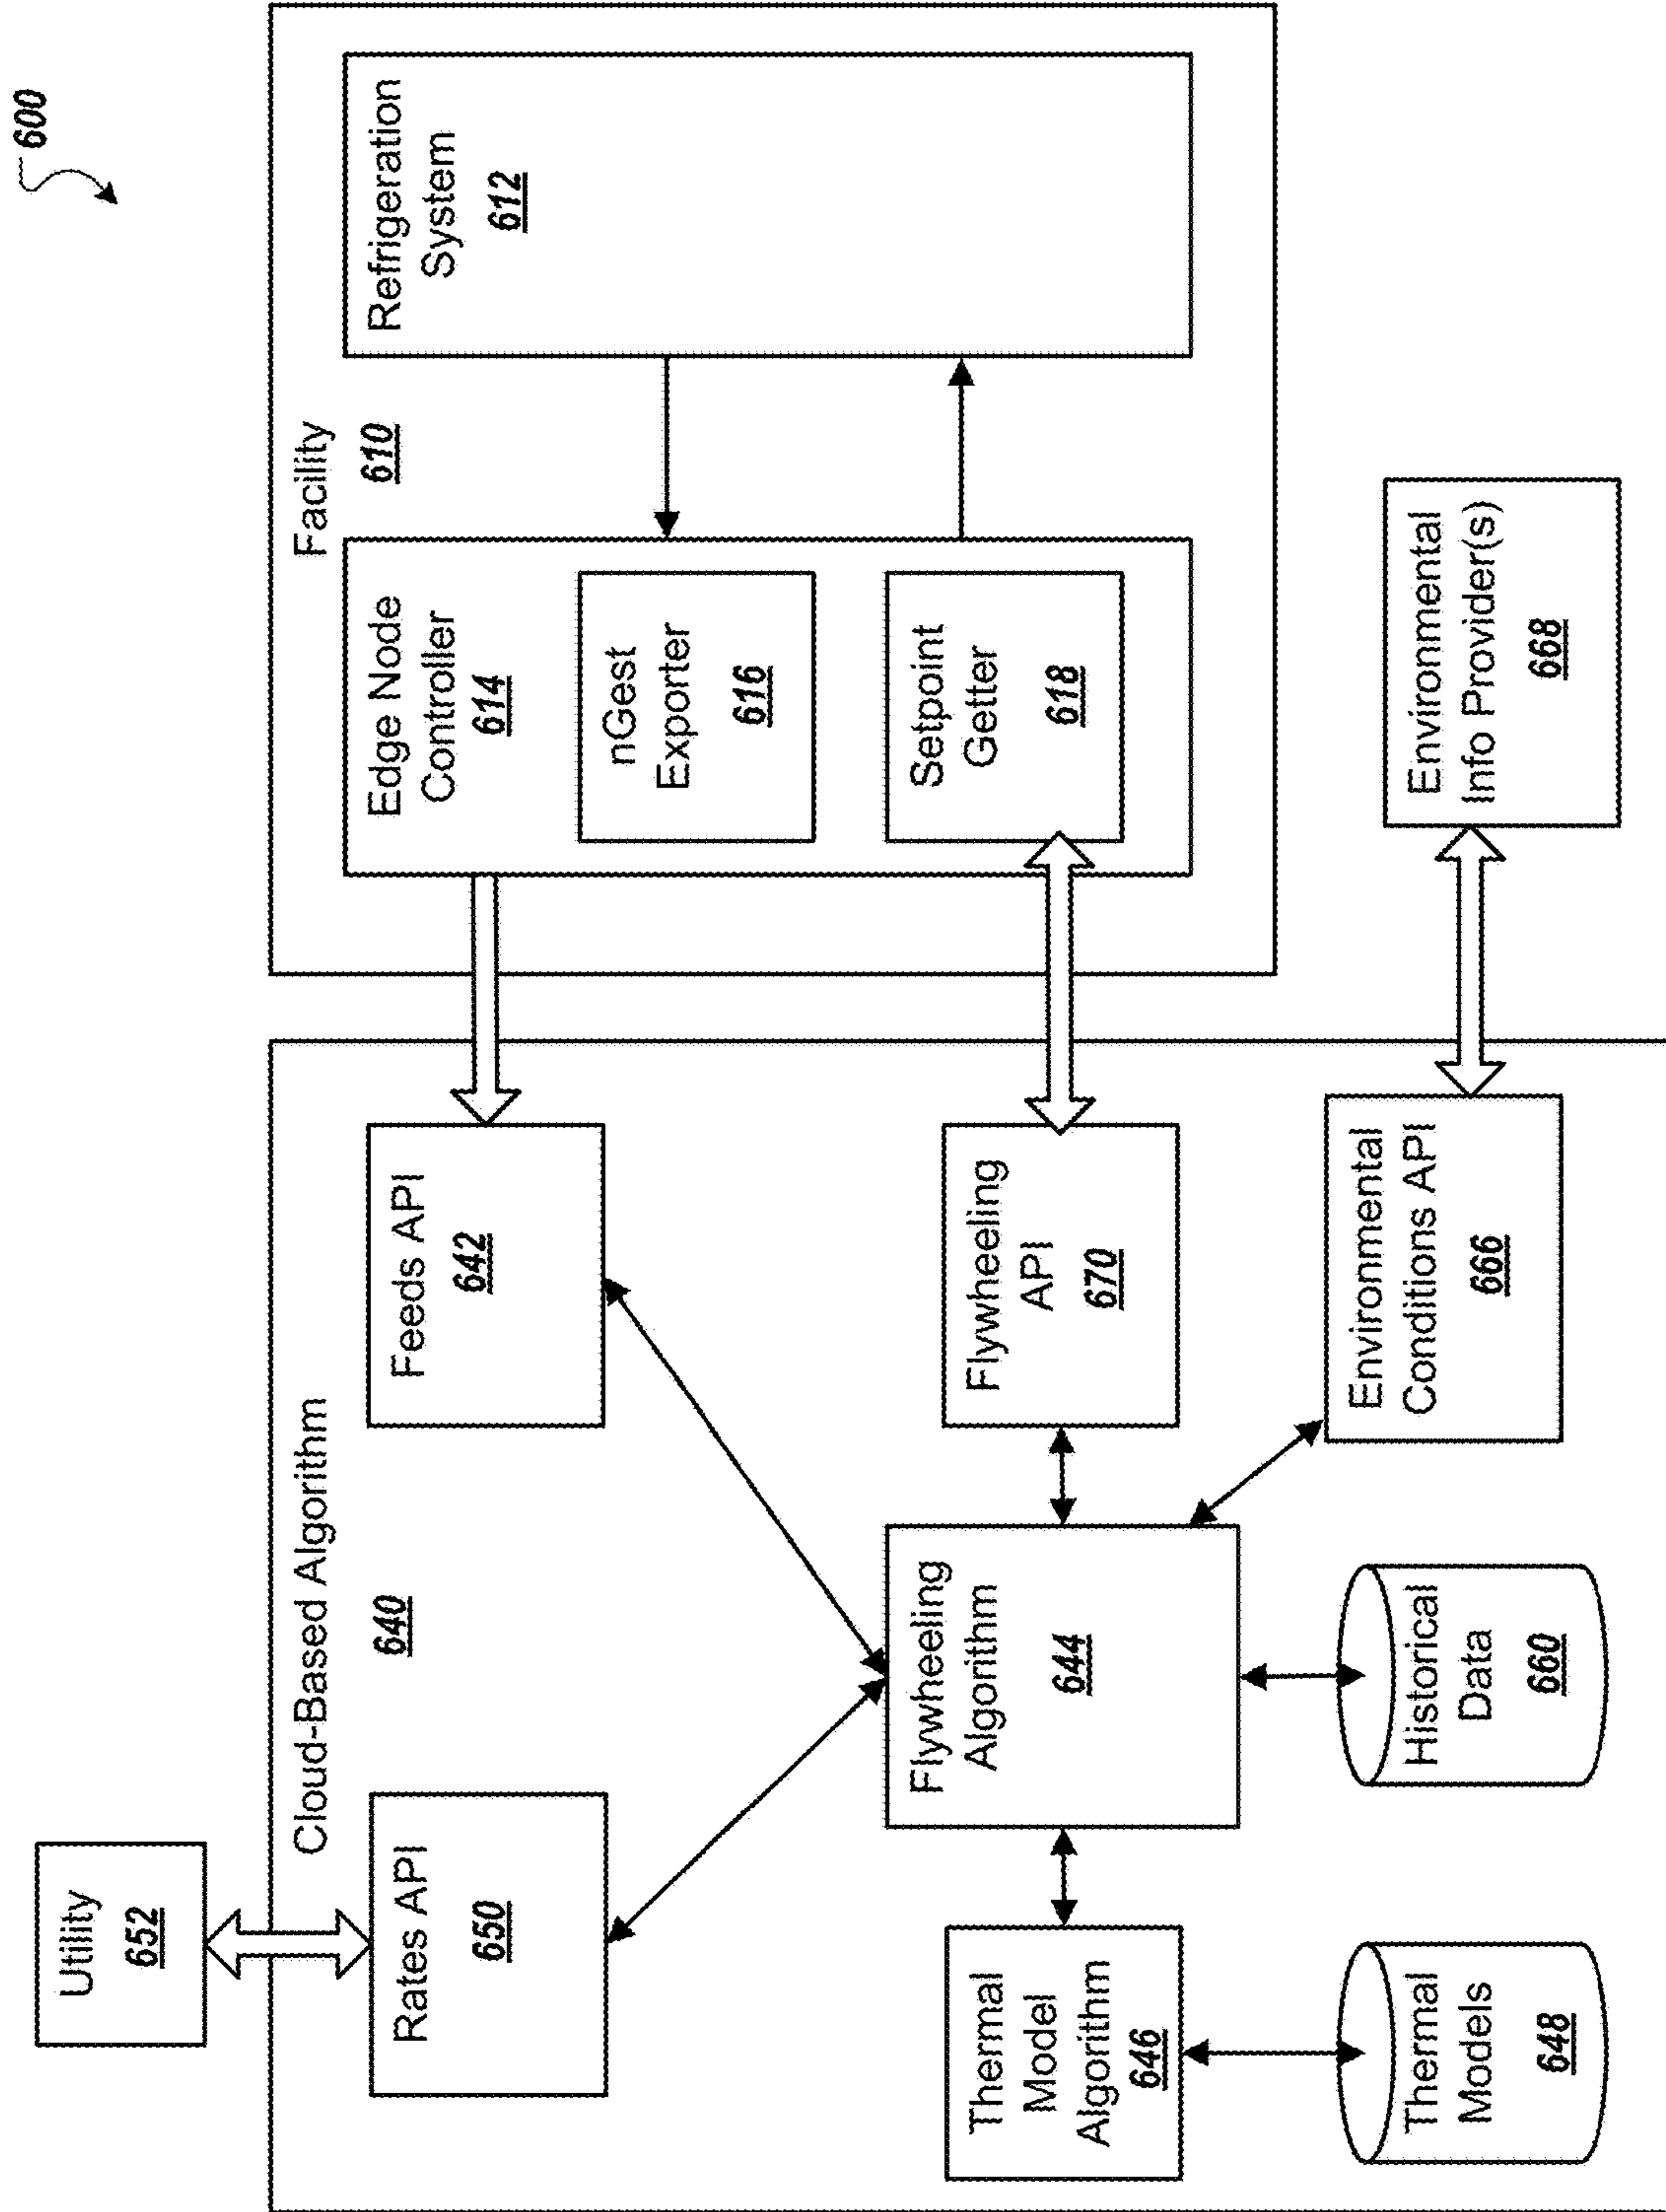 600
Utility
652
Cloud-Based Algorithm
640
Rates API
650
Feeds API
642
Thermal
Model
Algorithm
646
Flywheeling
Algorithm
644
Flywheeling
API
670
Thermal
Models
648
Historical
Data
660
Environmental
Conditions API
666
Facility
610
Edge Node
Controller
614
nGest
Exporter
616
Setpoint
Getter
618
Refrigeration
System
612
Environmental
Info Provider(s)
668